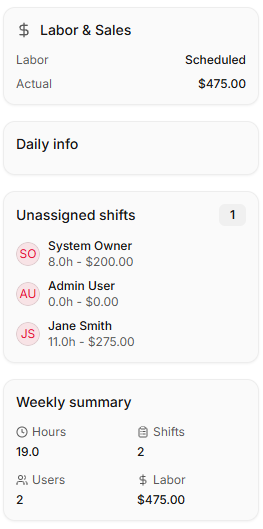 Labor & Sales
Labor Scheduled
Actual $475.00
Daily info
Unassigned shifts 1
SO System Owner
8.0h - $200.00
AU Admin User
0.0h - $0.00
JS Jane Smith
11.0h - $275.00
Weekly summary
Hours Shifts
19.0 2
Users Labor
2 $475.00